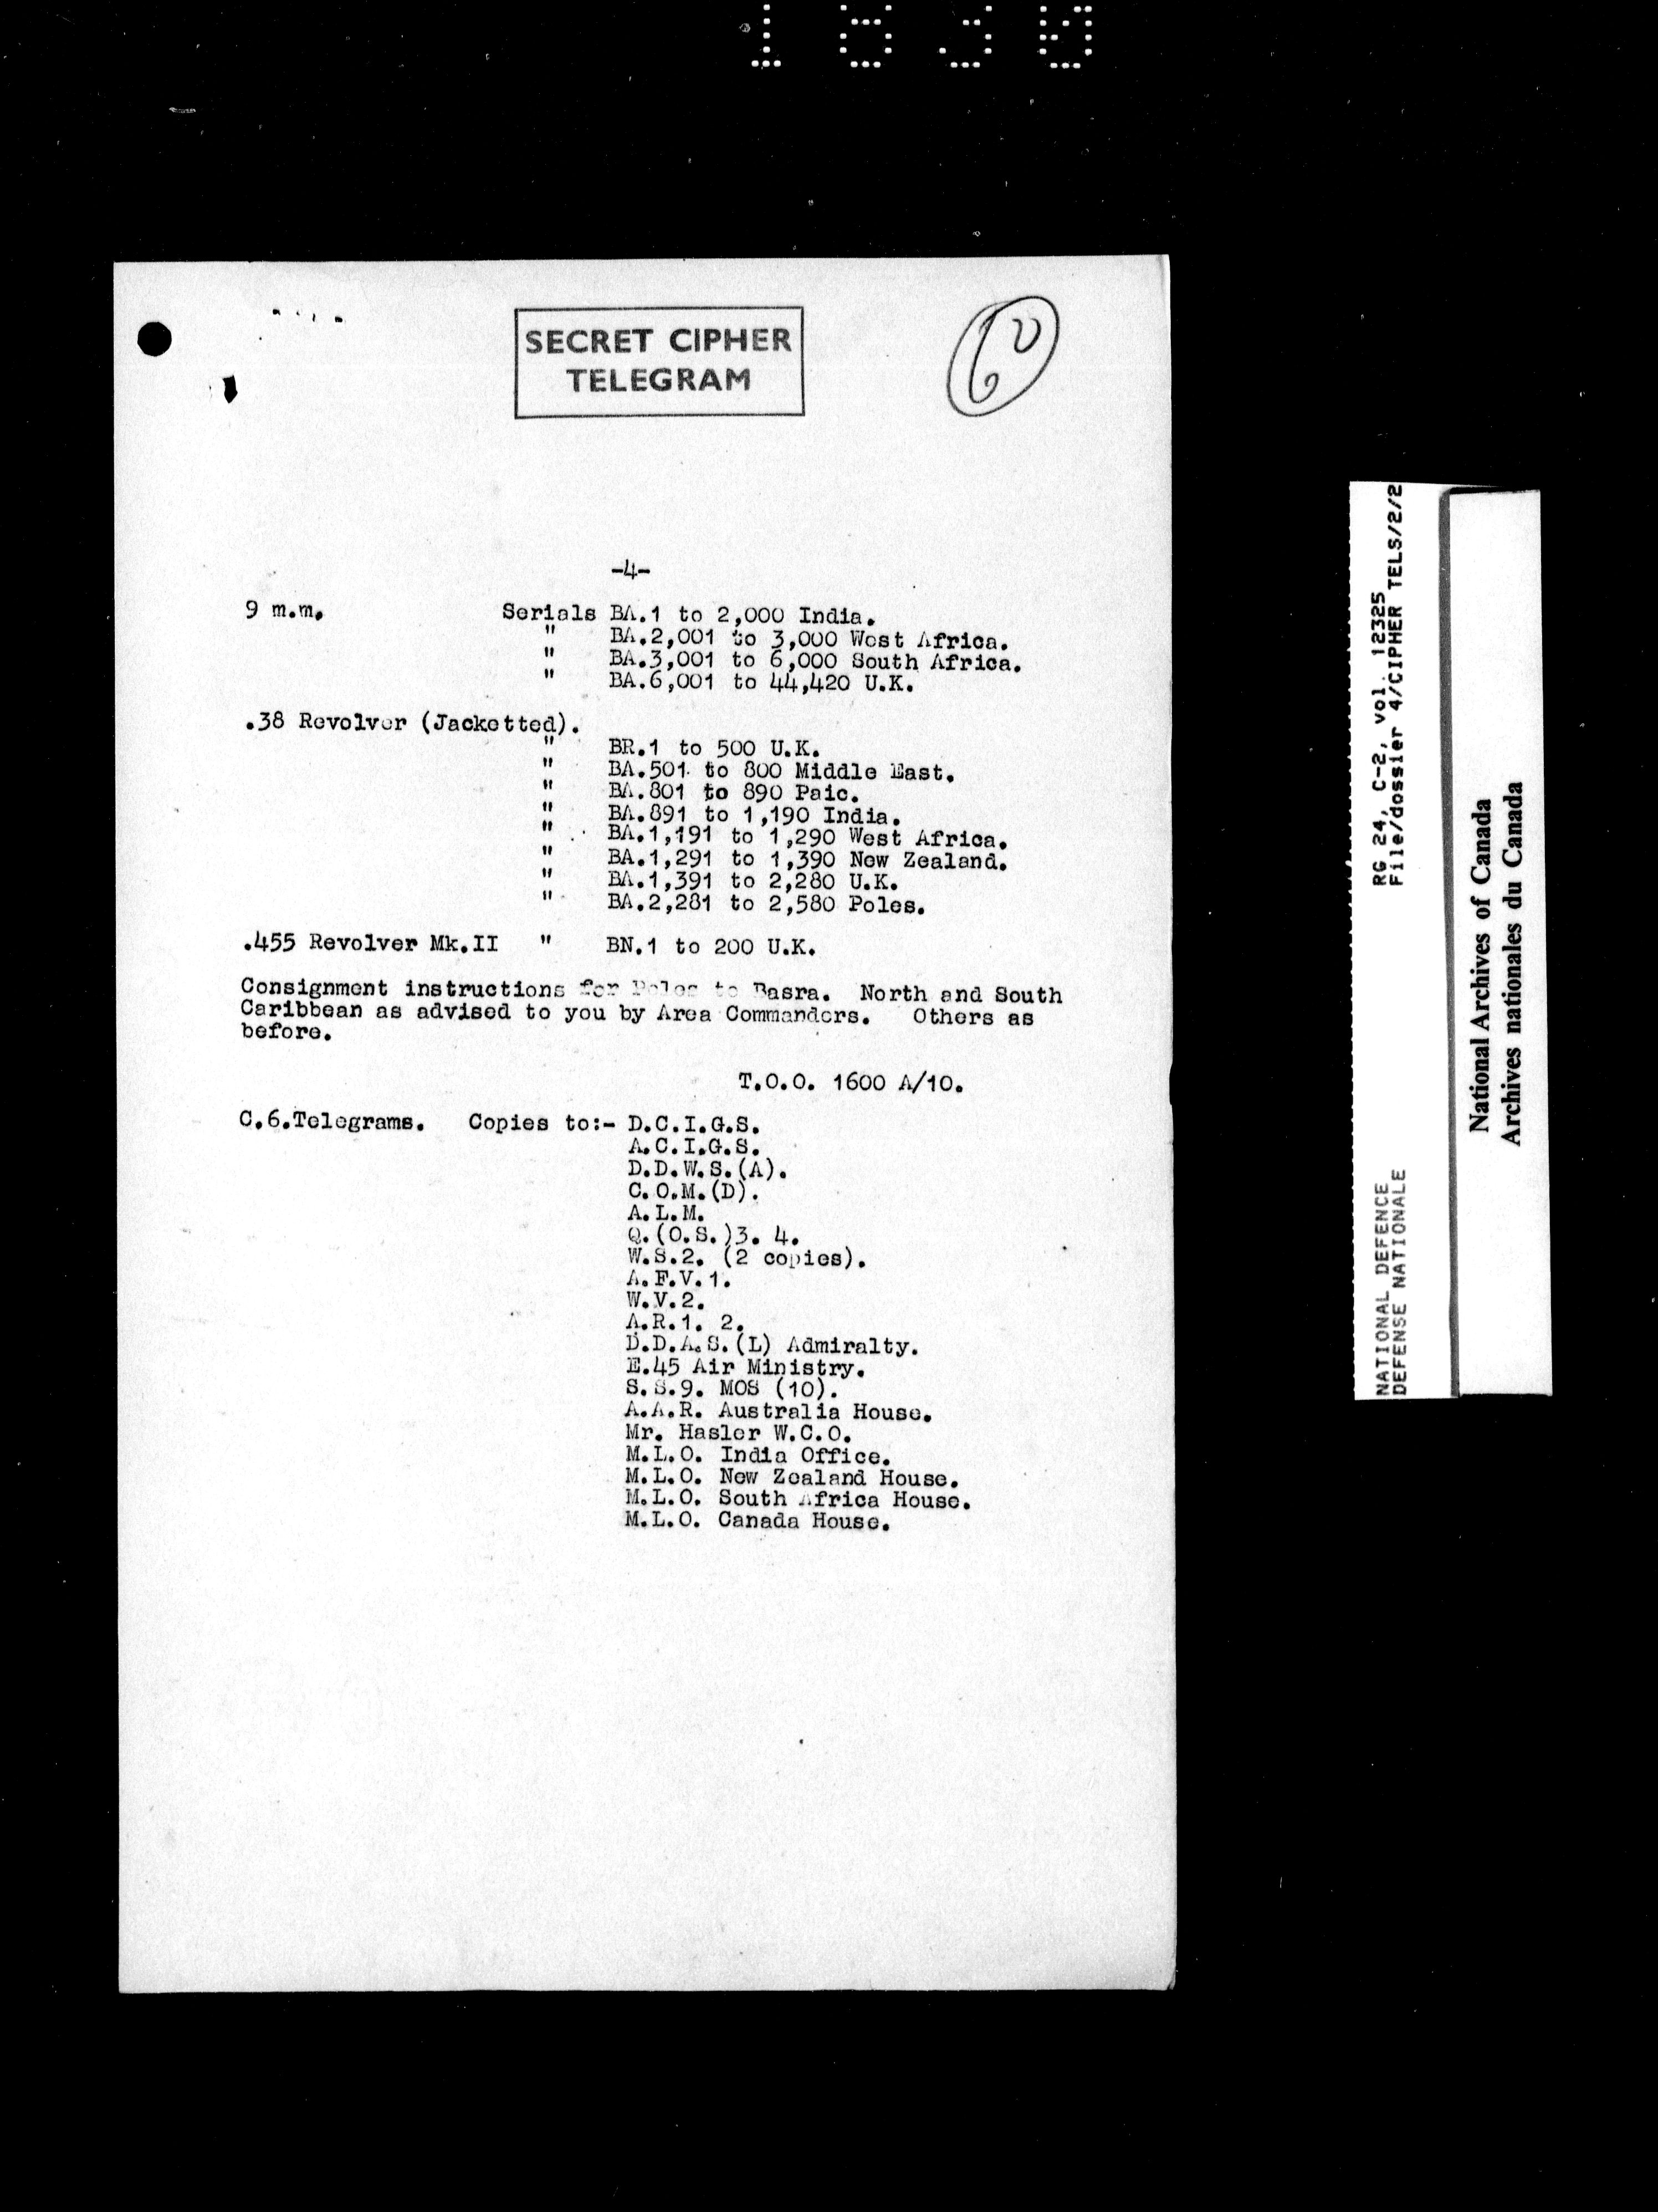 SECRET CIPHER
TELEGRAM
-4-
9 m.m. Serials BA.1 to 2,000 India.
" BA.2,001 to 3,000 West Africa.
" BA.3,001 to 6,000 South Africa.
" BA.6,001 to 44,420 U.K.
.38 Revolver (Jacketted).
" BR.1 to 500 U.K.
" BA.501 to 800 Middle East.
" BA.801 to 890 Paic.
" BA.891 to 1,190 India.
" BA.1,191 to 1,290 West Africa.
" BA.1,291 to 1,390 New Zealand.
" BA.1,391 to 2,280 U.K.
" BA.2,281 to 2,580 Poles.
.455 Revolver Mk.II " BN.1 to 200 U.K.
Consignment instructions for Poles to Basra. North and South
Caribbean as advised to you by Area Commanders. Others as
before.
T.O.O. 1600 A/10.
C.6.Telegrams. Copies to:- D.C.I.G.S.
A.C.I.G.S.
D.D.W.S.(A).
C.O.M.(D).
A.L.M.
Q.(O.S.)3. 4.
W.S.2. (2 copies).
A.F.V.1.
W.V.2.
A.R.1. 2.
D.D.A.S.(L) Admiralty.
E.45 Air Ministry.
S.S.9. MOS (10).
A.A.R. Australia House.
Mr. Hasler W.C.O.
M.L.O. India Office.
M.L.O. New Zealand House.
M.L.O. South Africa House.
M.L.O. Canada House.
NATIONAL DEFENCE RG 24, C-2, vol. 12325
DEFENSE NATIONALE File/dossier 4/CIPHER TELS/2/2
National Archives of Canada
Archives nationales du Canada